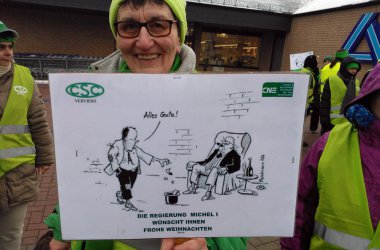 CSC
VERVIERS
CNE
Alles Gute!
DIE REGIERUNG MICHEL I
WÜNSCHT IHNEN
FROHE WEIHNACHTEN